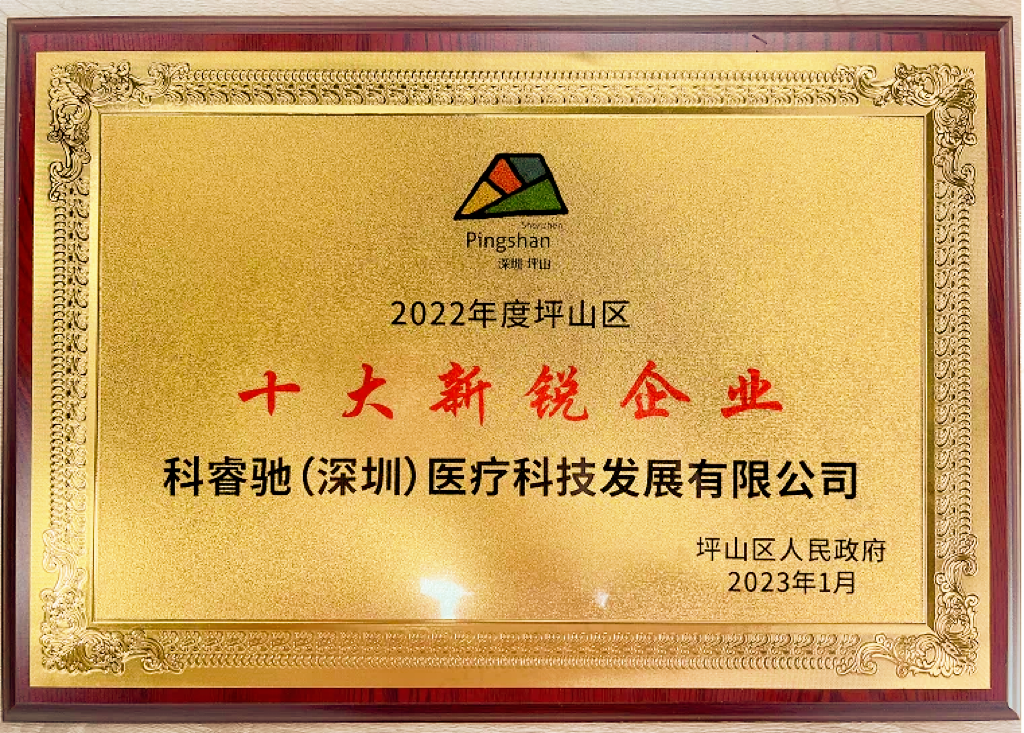 Shenzhen
Pingshan
深圳 坪山
2022年度坪山区
十大新锐企业
科睿驰（深圳）医疗科技发展有限公司
坪山区人民政府
2023年1月